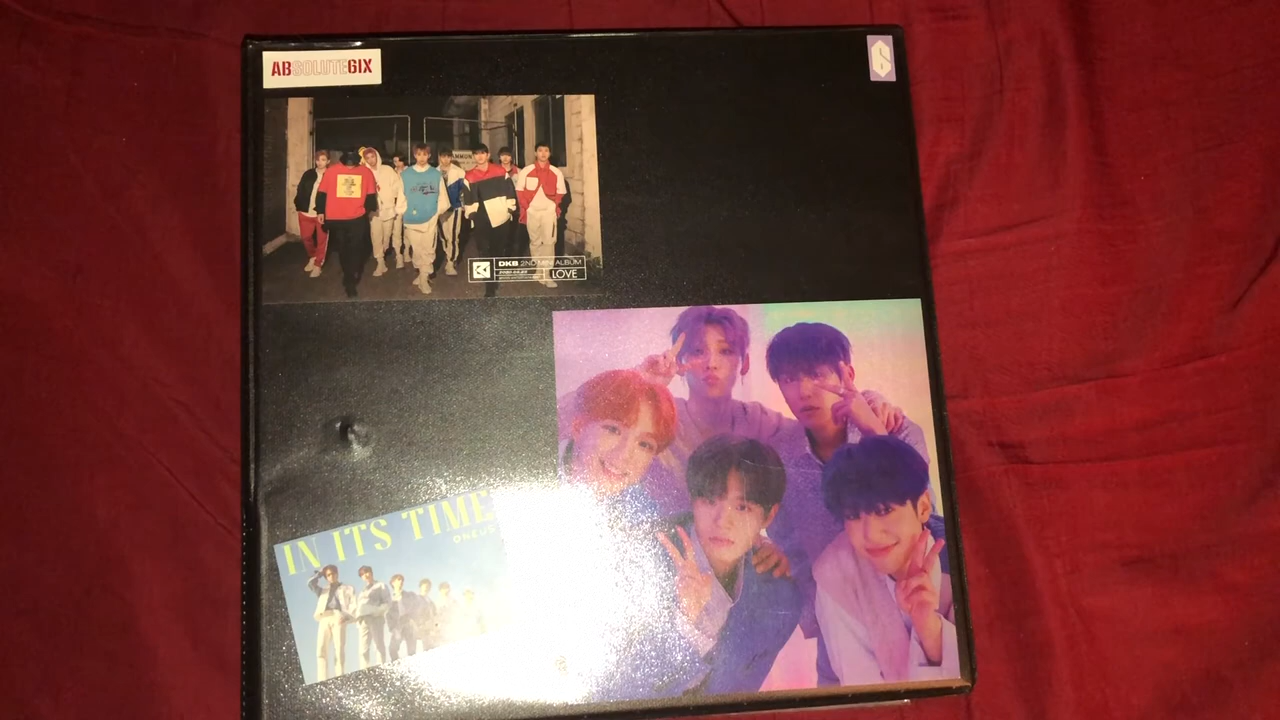 ABSOLUTE6IX
DKB 2ND MINI ALBUM
LOVE
IN ITS TIME
ONEUS